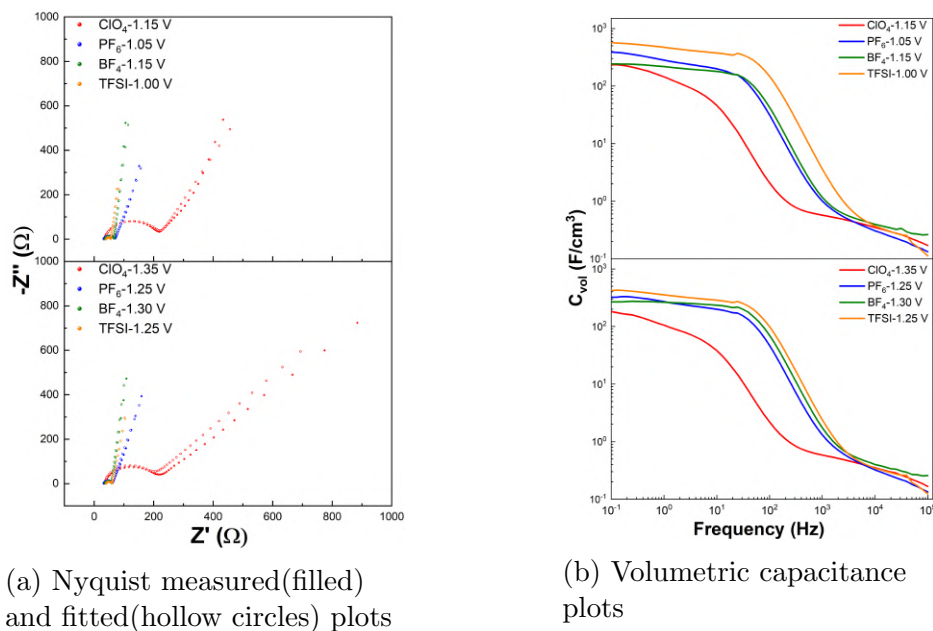 1000
800
600
400
200
0
ClO₄-1.15 V
PF₆-1.05 V
BF₄-1.15 V
TFSI-1.00 V
1000
800
600
400
200
0
ClO₄-1.35 V
PF₆-1.25 V
BF₄-1.30 V
TFSI-1.25 V
-Z'' (Ω)
0 200 400 600 800 1000
Z' (Ω)
(a) Nyquist measured(filled)
and fitted(hollow circles) plots
10³
10²
10¹
10⁰
10⁻¹
ClO₄-1.15 V
PF₆-1.05 V
BF₄-1.15 V
TFSI-1.00 V
10³
10²
10¹
10⁰
10⁻¹
ClO₄-1.35 V
PF₆-1.25 V
BF₄-1.30 V
TFSI-1.25 V
C_vol (F/cm³)
10⁻¹ 10⁰ 10¹ 10² 10³ 10⁴ 10⁵
Frequency (Hz)
(b) Volumetric capacitance
plots